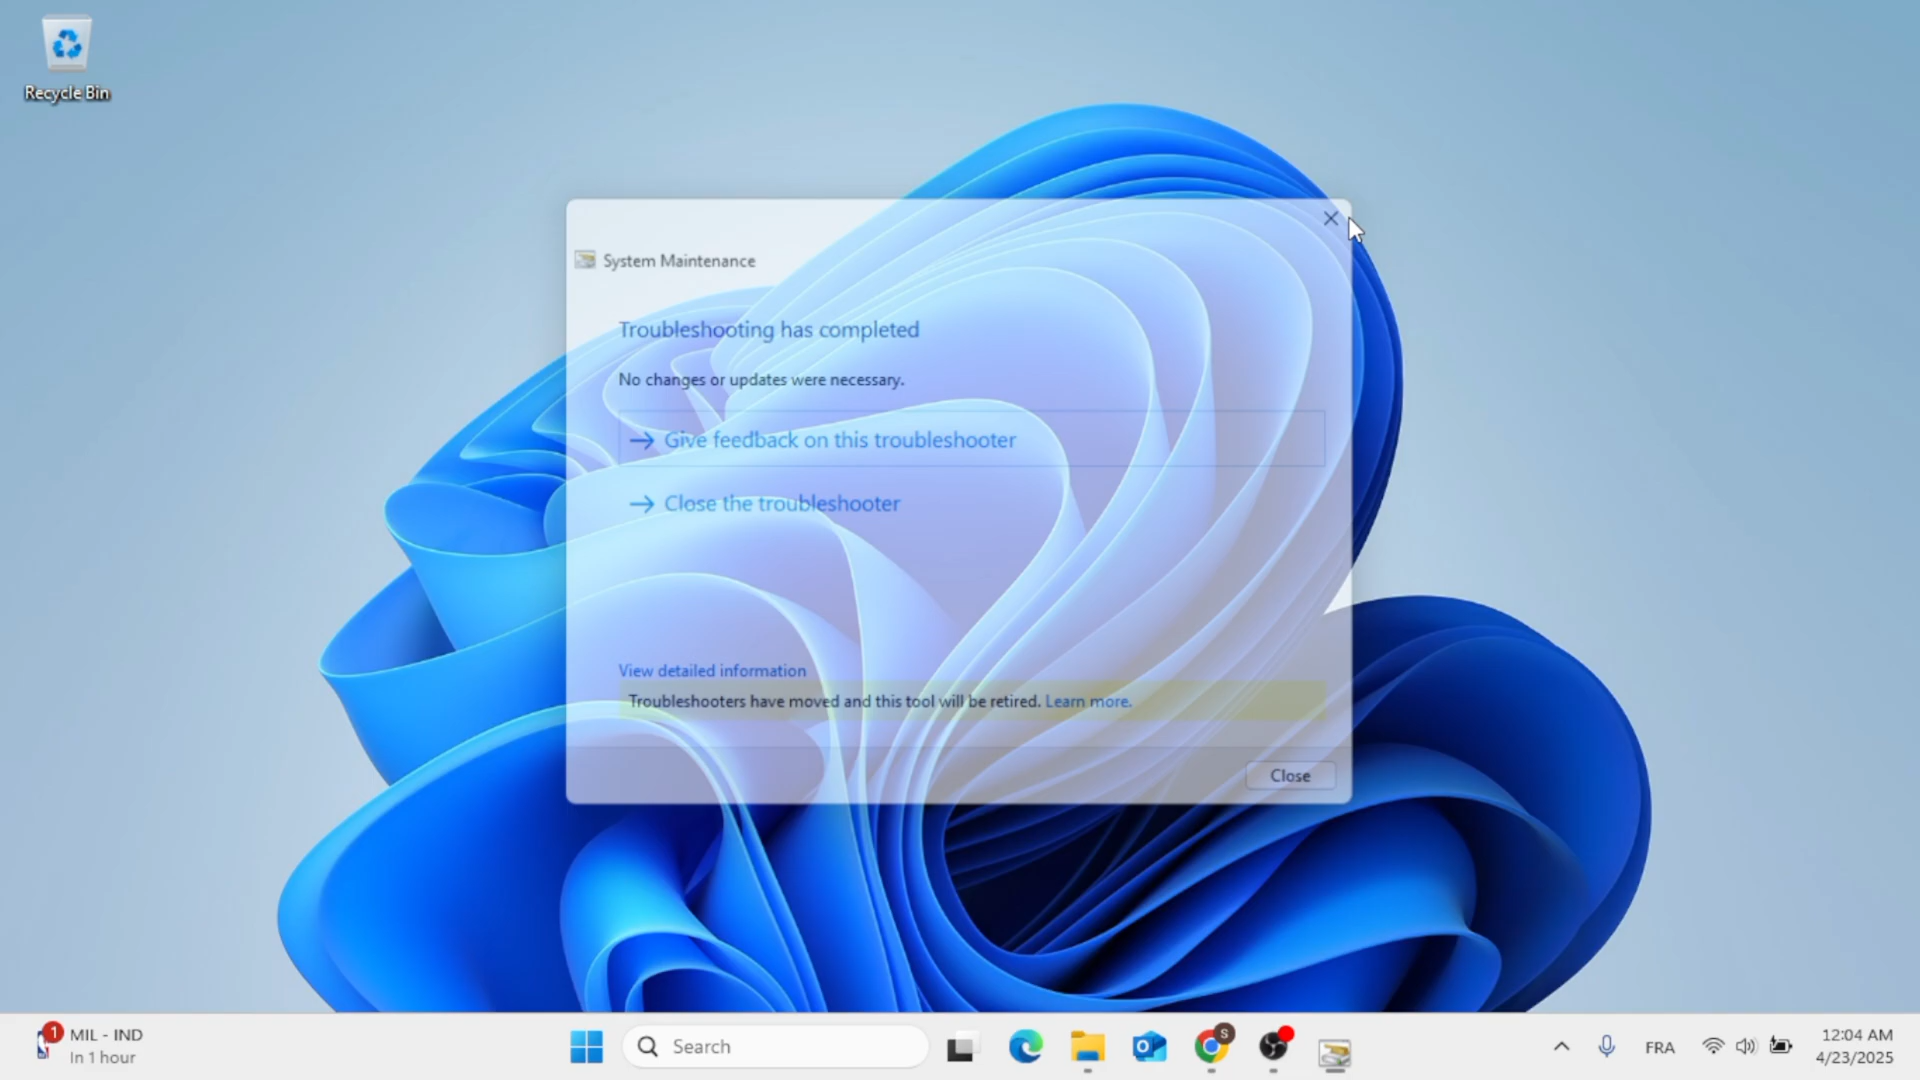 Recycle Bin
System Maintenance
Troubleshooting has completed
No changes or updates were necessary.
Give feedback on this troubleshooter
Close the troubleshooter
View detailed information
Troubleshooters have moved and this tool will be retired. Learn more.
Close
1
MIL - IND
In 1 hour
Search
S
FRA
12:04 AM
4/23/2025